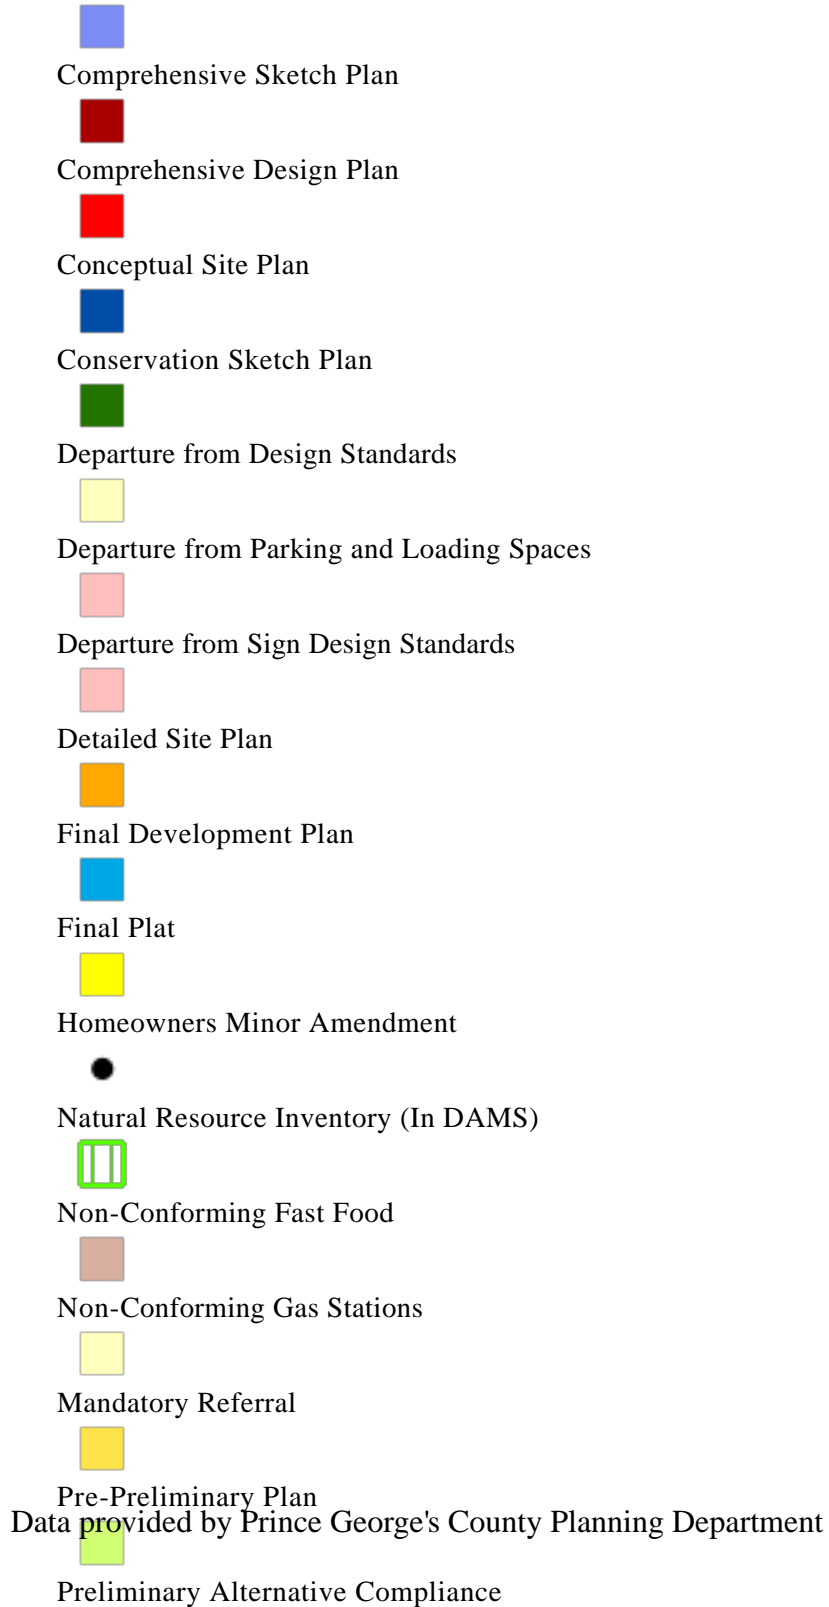 Comprehensive Sketch Plan
Comprehensive Design Plan
Conceptual Site Plan
Conservation Sketch Plan
Departure from Design Standards
Departure from Parking and Loading Spaces
Departure from Sign Design Standards
Detailed Site Plan
Final Development Plan
Final Plat
Homeowners Minor Amendment
Natural Resource Inventory (In DAMS)
Non-Conforming Fast Food
Non-Conforming Gas Stations
Mandatory Referral
Pre-Preliminary Plan
Data provided by Prince George's County Planning Department
Preliminary Alternative Compliance